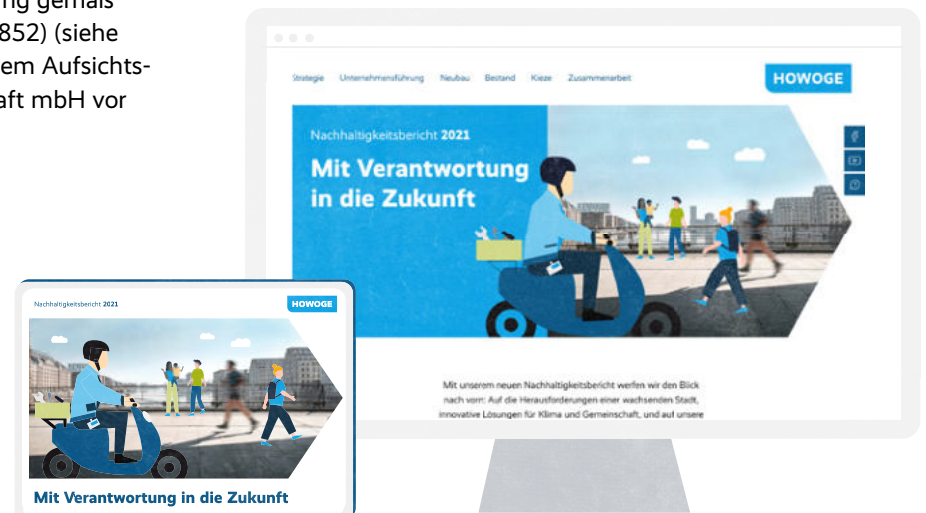 ng gemäls
852) (siehe
em Aufsichts-
aft mbH vor
Strategie Unternehmensführung Neubau Bestand Kieze Zusammenarbeit
HOWOGE
Nachhaltigkeitsbericht 2021
Mit Verantwortung
in die Zukunft
Mit unserem neuen Nachhaltigkeitsbericht werfen wir den Blick
nach vorn: Auf die Herausforderungen einer wachsenden Stadt,
innovative Lösungen für Klima und Gemeinschaft, und auf unsere
Nachhaltigkeitsbericht 2021
HOWOGE
Mit Verantwortung in die Zukunft